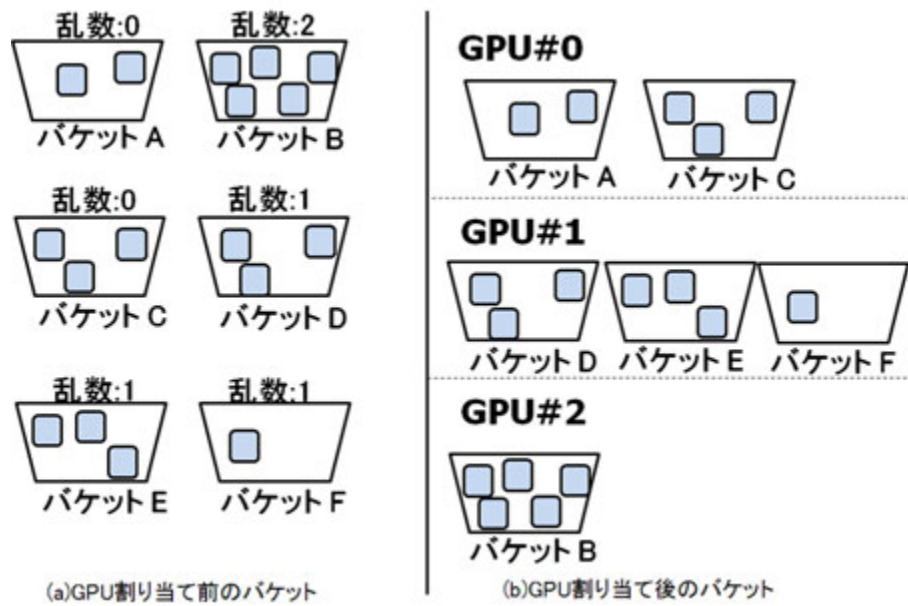 乱数:0
乱数:2
バケット A
バケット B
乱数:0
乱数:1
バケット C
バケット D
乱数:1
乱数:1
バケット E
バケット F
(a)GPU割り当て前のバケット
GPU#0
バケット A
バケット C
GPU#1
バケット D
バケット E
バケット F
GPU#2
バケット B
(b)GPU割り当て後のバケット